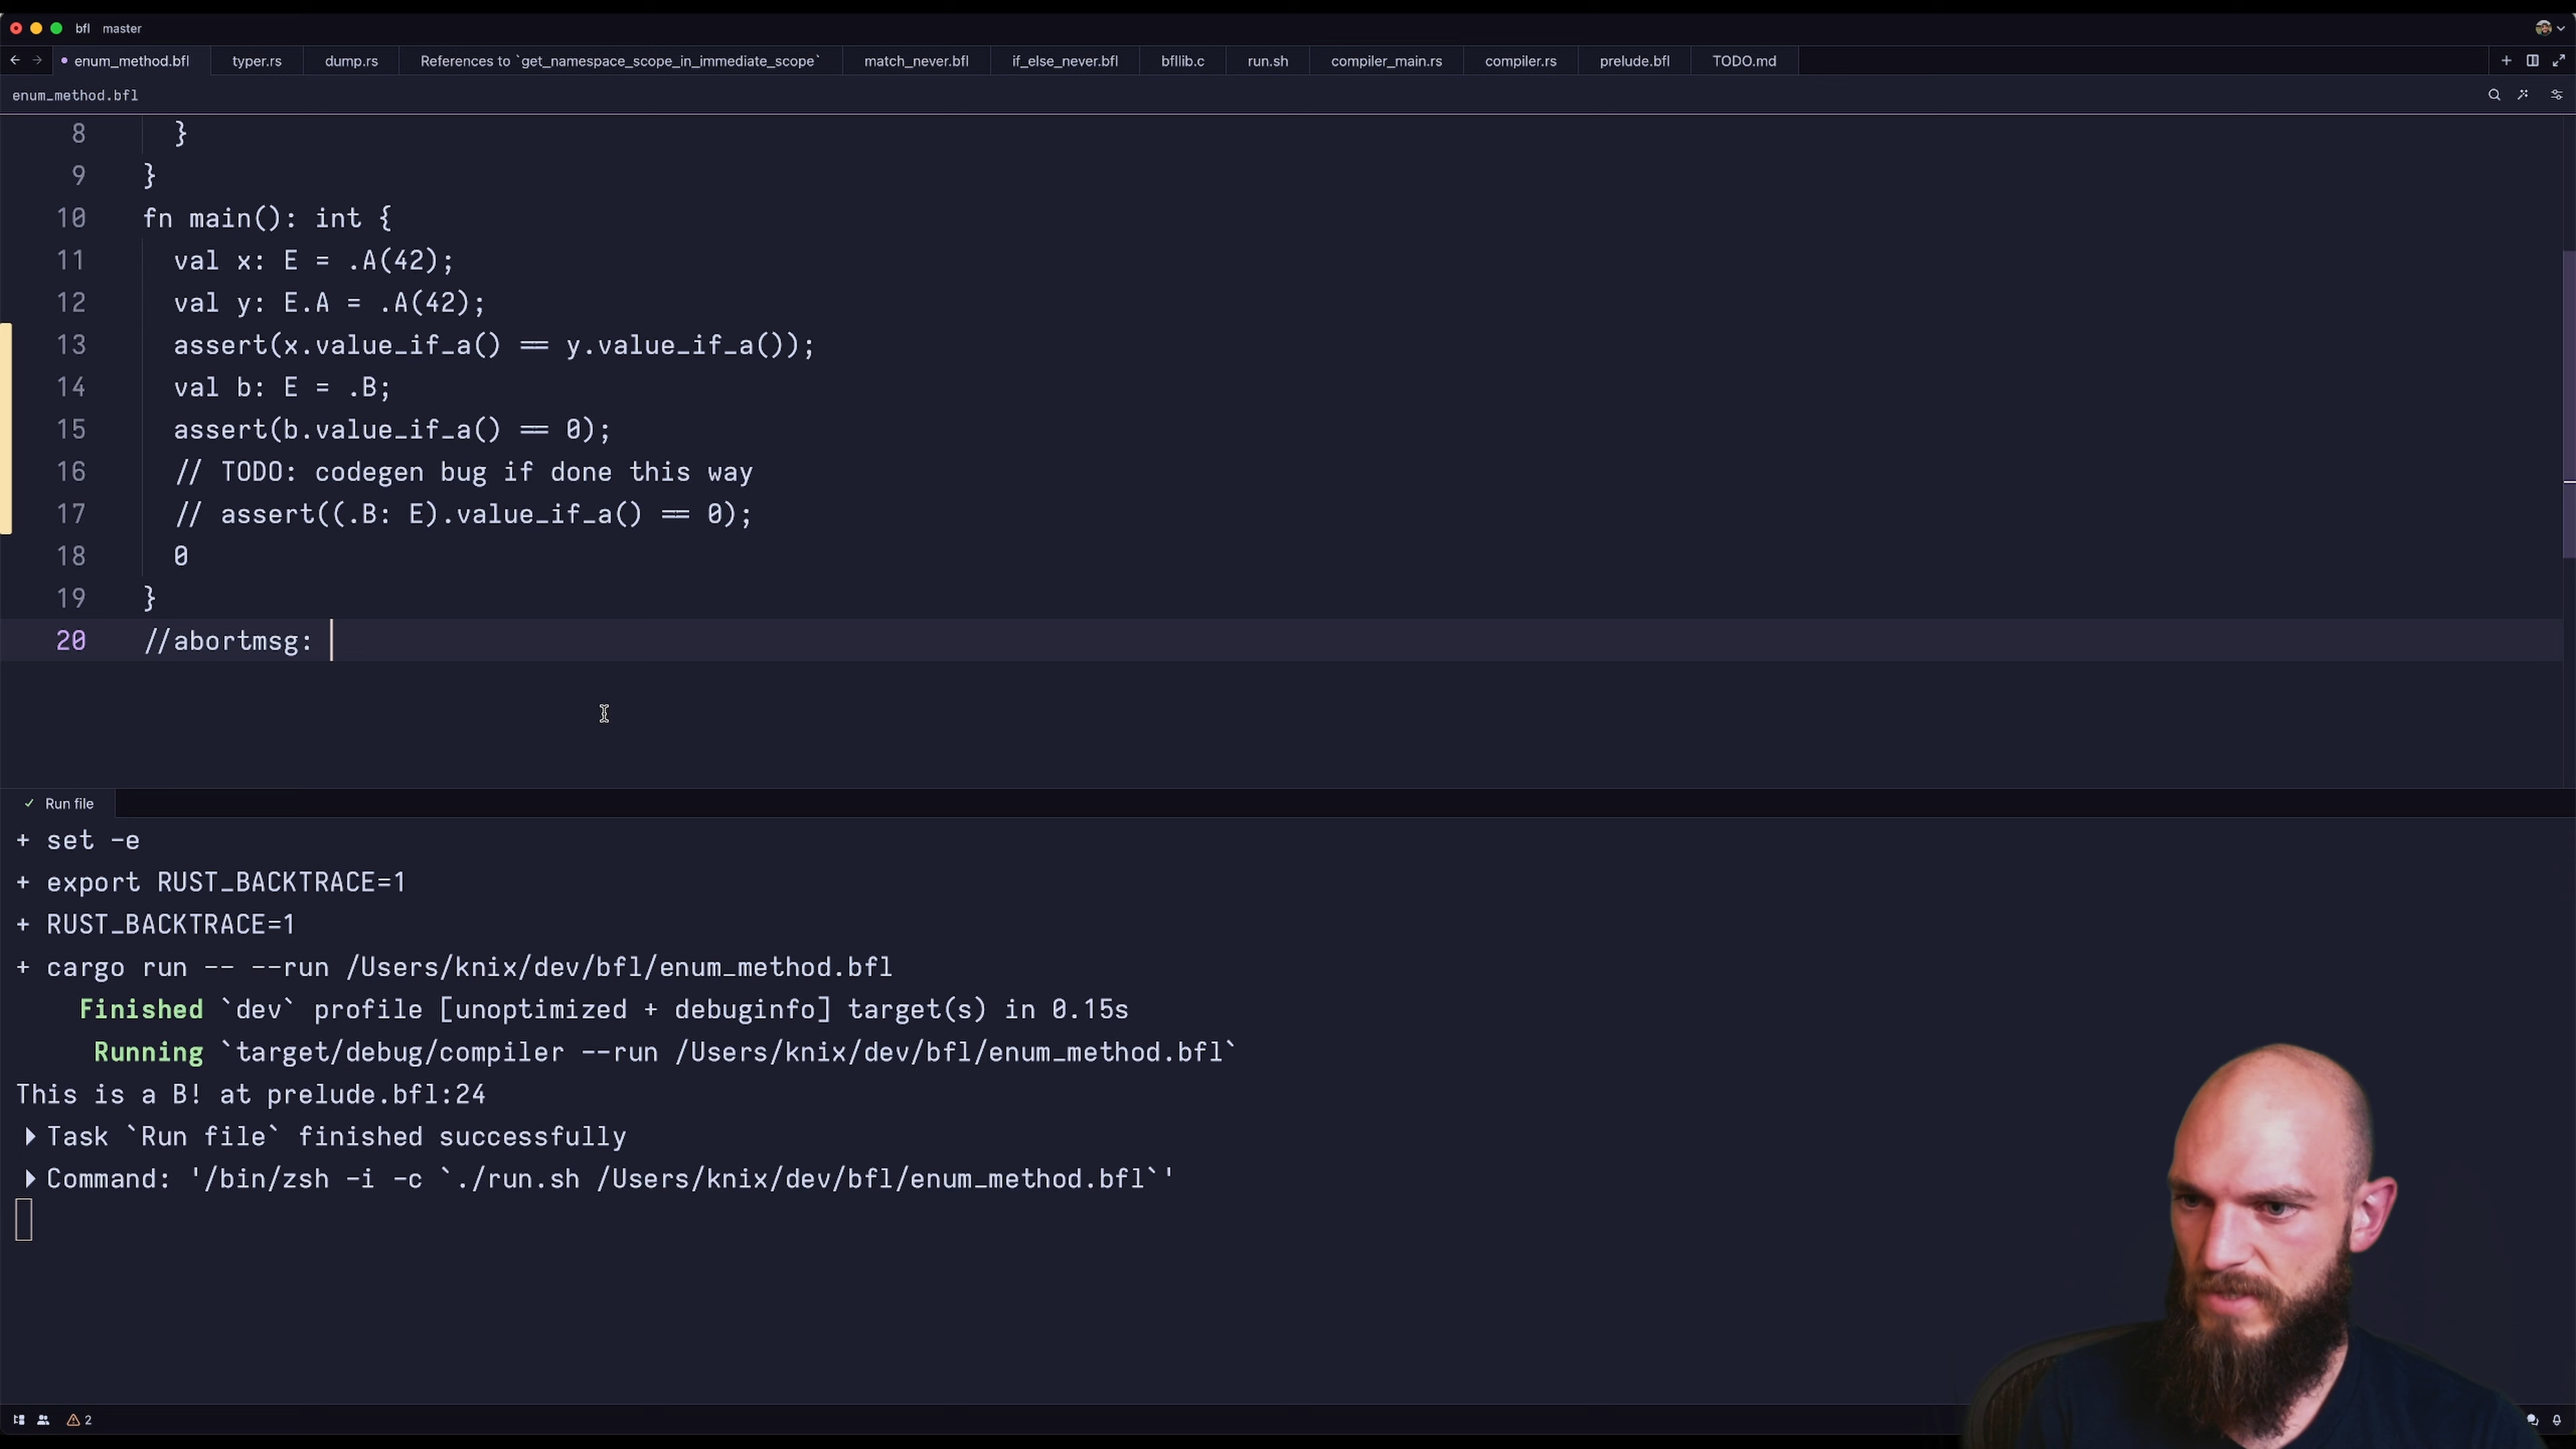 bfl master
enum_method.bfl typer.rs dump.rs References to `get_namespace_scope_in_immediate_scope` match_never.bfl if_else_never.bfl bfllib.c run.sh compiler_main.rs compiler.rs prelude.bfl TODO.md
enum_method.bfl
8 }
9 }
10 fn main(): int {
11 val x: E = .A(42);
12 val y: E.A = .A(42);
13 assert(x.value_if_a() == y.value_if_a());
14 val b: E = .B;
15 assert(b.value_if_a() == 0);
16 // TODO: codegen bug if done this way
17 // assert((.B: E).value_if_a() == 0);
18 0
19 }
20 //abortmsg:
Run file
+ set -e
+ export RUST_BACKTRACE=1
+ RUST_BACKTRACE=1
+ cargo run -- --run /Users/knix/dev/bfl/enum_method.bfl
Finished `dev` profile [unoptimized + debuginfo] target(s) in 0.15s
Running `target/debug/compiler --run /Users/knix/dev/bfl/enum_method.bfl`
This is a B! at prelude.bfl:24
Task `Run file` finished successfully
Command: '/bin/zsh -i -c `./run.sh /Users/knix/dev/bfl/enum_method.bfl`'
2